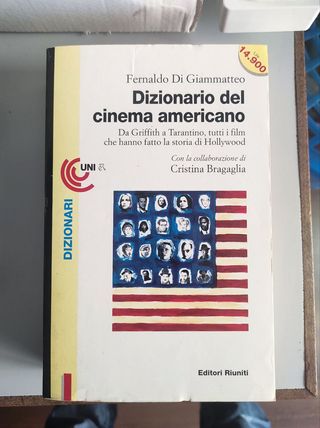 Lire
14.900
Fernaldo Di Giammatteo
Dizionario del
cinema americano
Da Griffith a Tarantino, tutti i film
che hanno fatto la storia di Hollywood
Con la collaborazione di
Cristina Bragaglia
UNI
DIZIONARI
Editori Riuniti